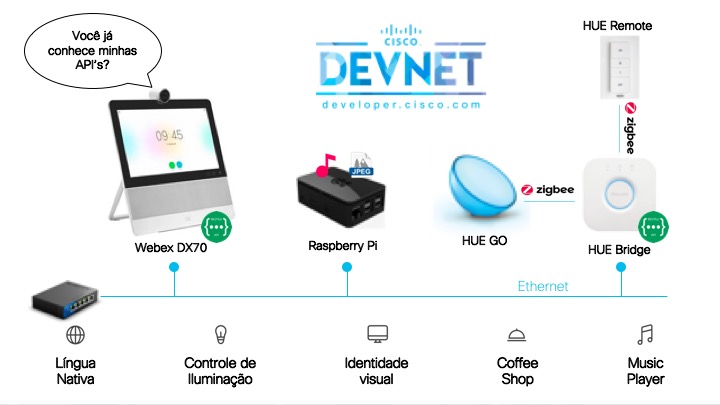 Você já
conhece minhas
API's?
CISCO
DEVNET
developer.cisco.com
HUE Remote
zigbee
09 45
JPEG
zigbee
Webex DX70
Raspberry Pi
HUE GO
HUE Bridge
Ethernet
Língua
Nativa
Controle de
Iluminação
Identidade
visual
Coffee
Shop
Music
Player